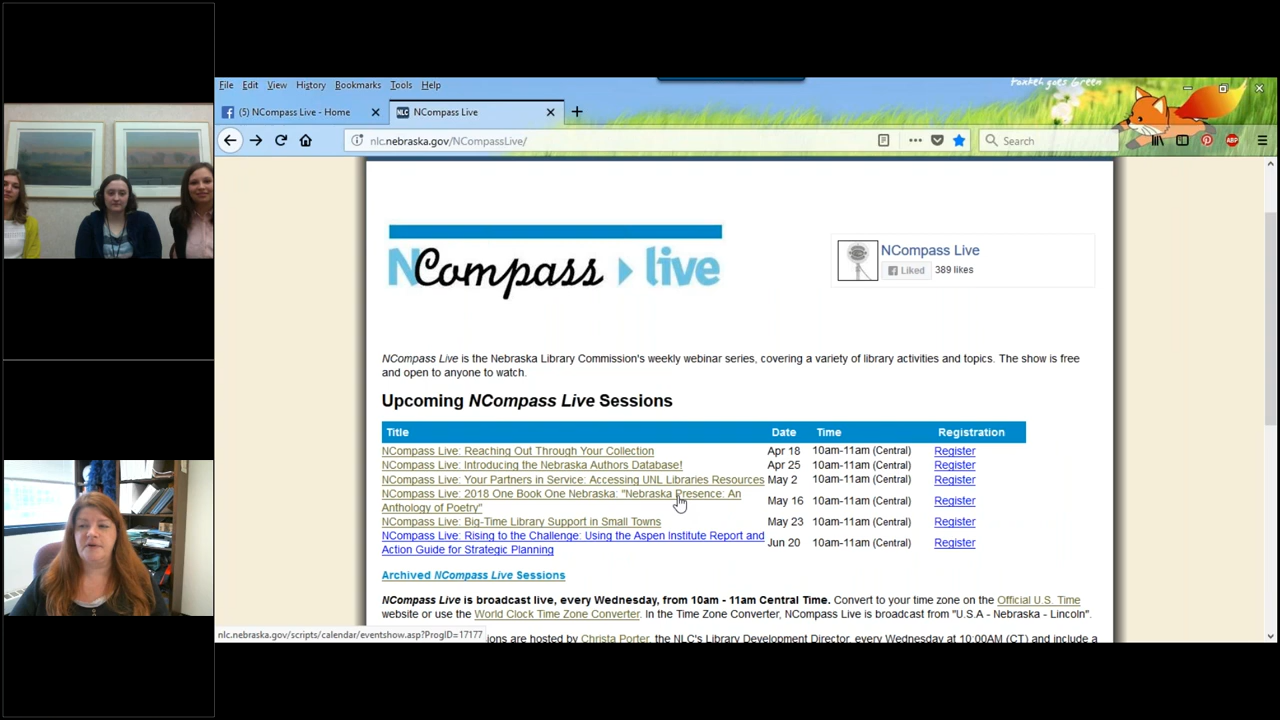 Foxkeh goes Green
File Edit View History Bookmarks Tools Help
(5) NCompass Live - Home
NLC NCompass Live
nlc.nebraska.gov/NCompassLive/
Search
ABP
NCompass live
NCompass Live
Liked 389 likes
NCompass Live is the Nebraska Library Commission's weekly webinar series, covering a variety of library activities and topics. The show is free
and open to anyone to watch.
Upcoming NCompass Live Sessions
Title Date Time Registration
NCompass Live: Reaching Out Through Your Collection Apr 18 10am-11am (Central) Register
NCompass Live: Introducing the Nebraska Authors Database! Apr 25 10am-11am (Central) Register
NCompass Live: Your Partners in Service: Accessing UNL Libraries Resources May 2 10am-11am (Central) Register
NCompass Live: 2018 One Book One Nebraska: "Nebraska Presence: An
Anthology of Poetry" May 16 10am-11am (Central) Register
NCompass Live: Big-Time Library Support in Small Towns May 23 10am-11am (Central) Register
NCompass Live: Rising to the Challenge: Using the Aspen Institute Report and
Action Guide for Strategic Planning Jun 20 10am-11am (Central) Register
Archived NCompass Live Sessions
NCompass Live is broadcast live, every Wednesday, from 10am - 11am Central Time. Convert to your time zone on the Official U.S. Time
website or use the World Clock Time Zone Converter. In the Time Zone Converter, NCompass Live is broadcast from "U.S.A - Nebraska - Lincoln".
nlc.nebraska.gov/scripts/calendar/eventshow.asp?ProgID=17177
ions are hosted by Christa Porter, the NLC's Library Development Director, every Wednesday at 10:00AM (CT) and include a